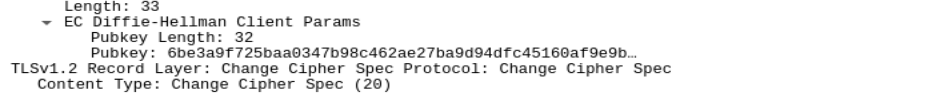 Length: 33
EC Diffie-Hellman Client Params
Pubkey Length: 32
Pubkey: 6be3a9f725baa0347b98c462ae27ba9d94dfc45160af9e9b…
TLSv1.2 Record Layer: Change Cipher Spec Protocol: Change Cipher Spec
Content Type: Change Cipher Spec (20)